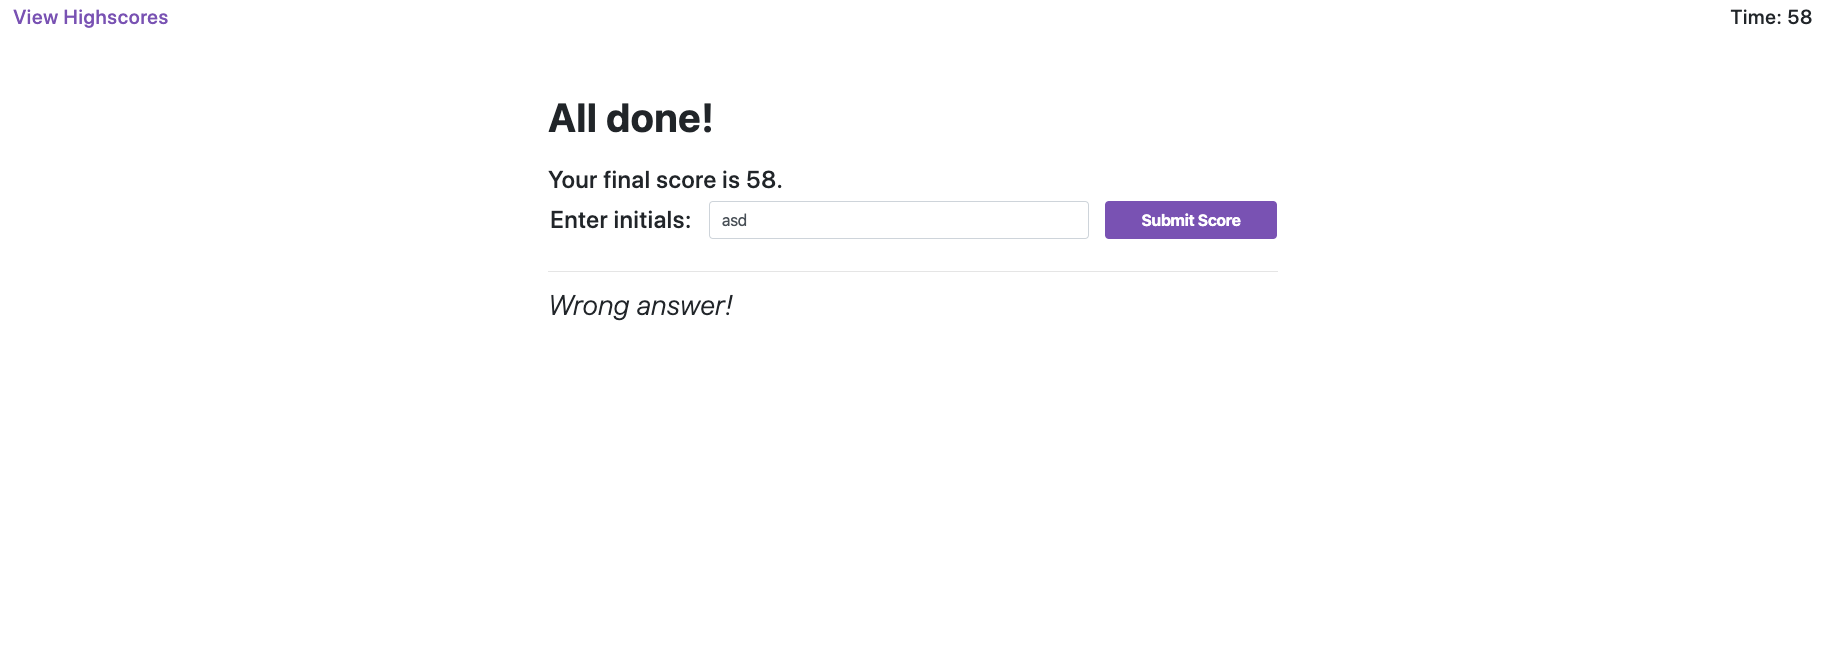 View Highscores
Time: 58
All done!
Your final score is 58.
Enter initials: asd Submit Score
Wrong answer!